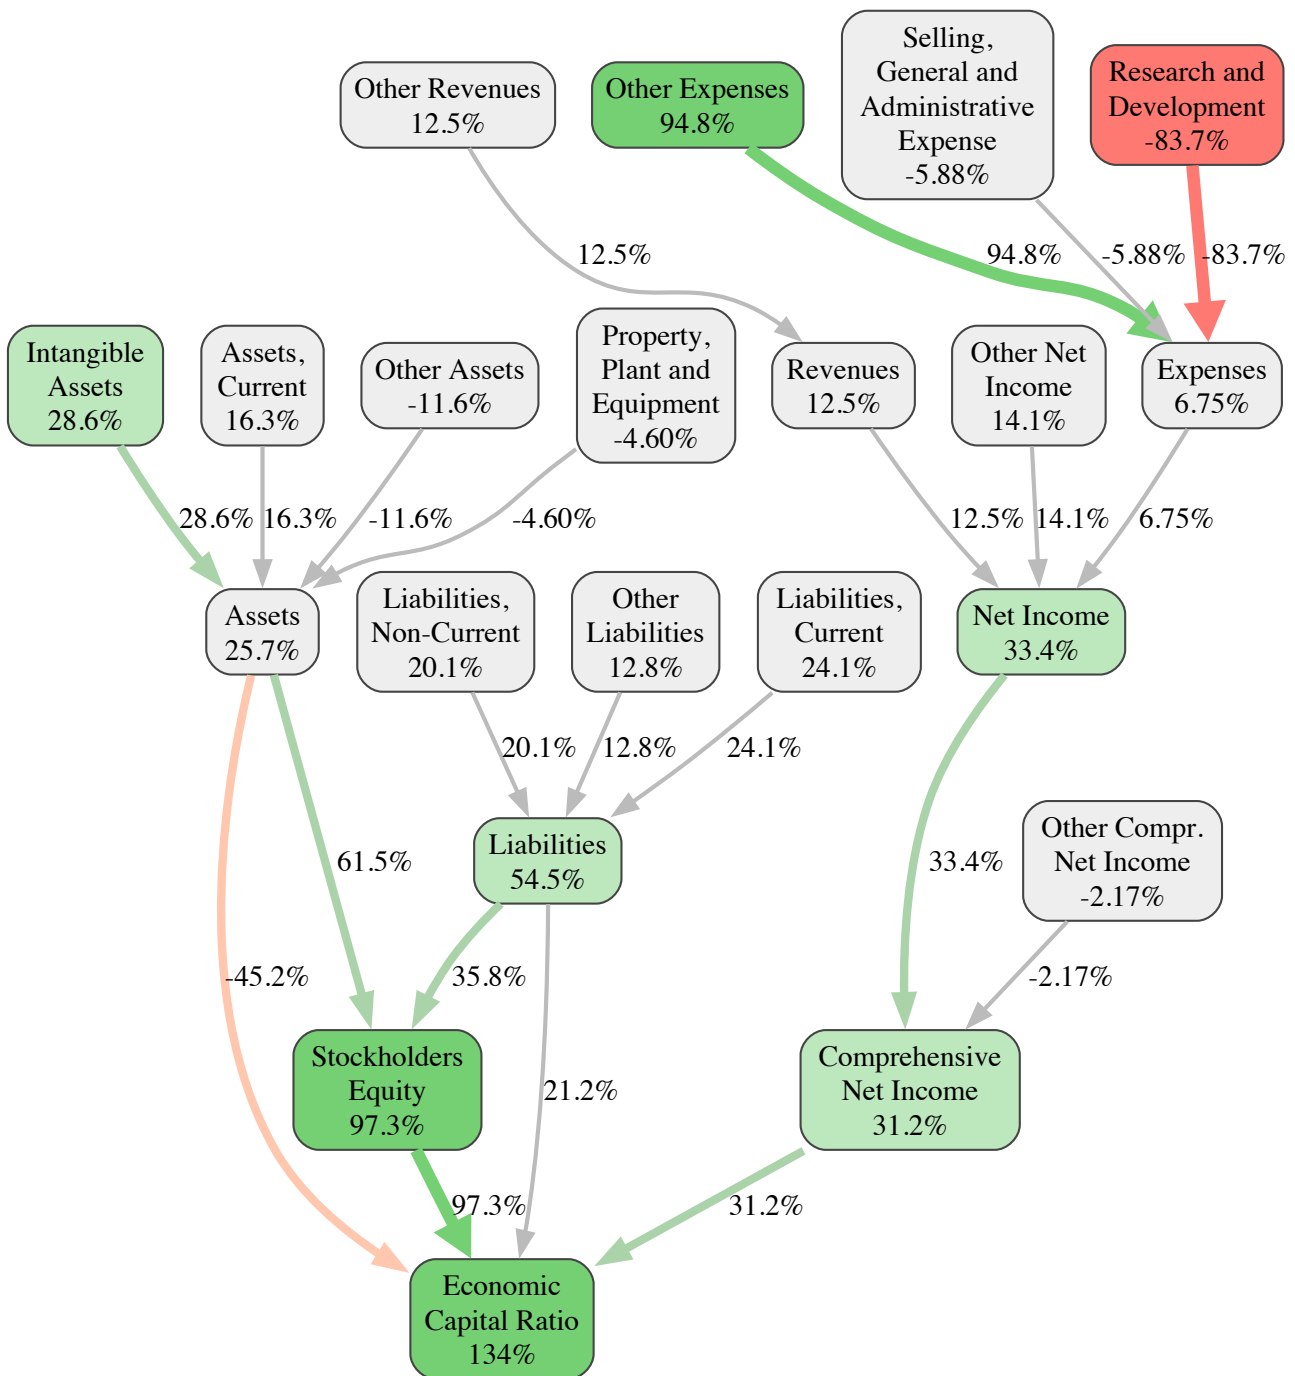 Selling,
General and
Administrative
Expense
-5.88%
Other Revenues
12.5%
Other Expenses
94.8%
Research and
Development
-83.7%
12.5%
94.8%
-5.88%
-83.7%
Intangible
Assets
28.6%
Assets,
Current
16.3%
Other Assets
-11.6%
Property,
Plant and
Equipment
-4.60%
Revenues
12.5%
Other Net
Income
14.1%
Expenses
6.75%
28.6%
16.3%
-11.6%
-4.60%
12.5%
14.1%
6.75%
Assets
25.7%
Liabilities,
Non-Current
20.1%
Other
Liabilities
12.8%
Liabilities,
Current
24.1%
Net Income
33.4%
20.1%
12.8%
24.1%
Liabilities
54.5%
61.5%
33.4%
Other Compr.
Net Income
-2.17%
-45.2%
35.8%
-2.17%
Stockholders
Equity
97.3%
21.2%
Comprehensive
Net Income
31.2%
97.3%
31.2%
Economic
Capital Ratio
134%